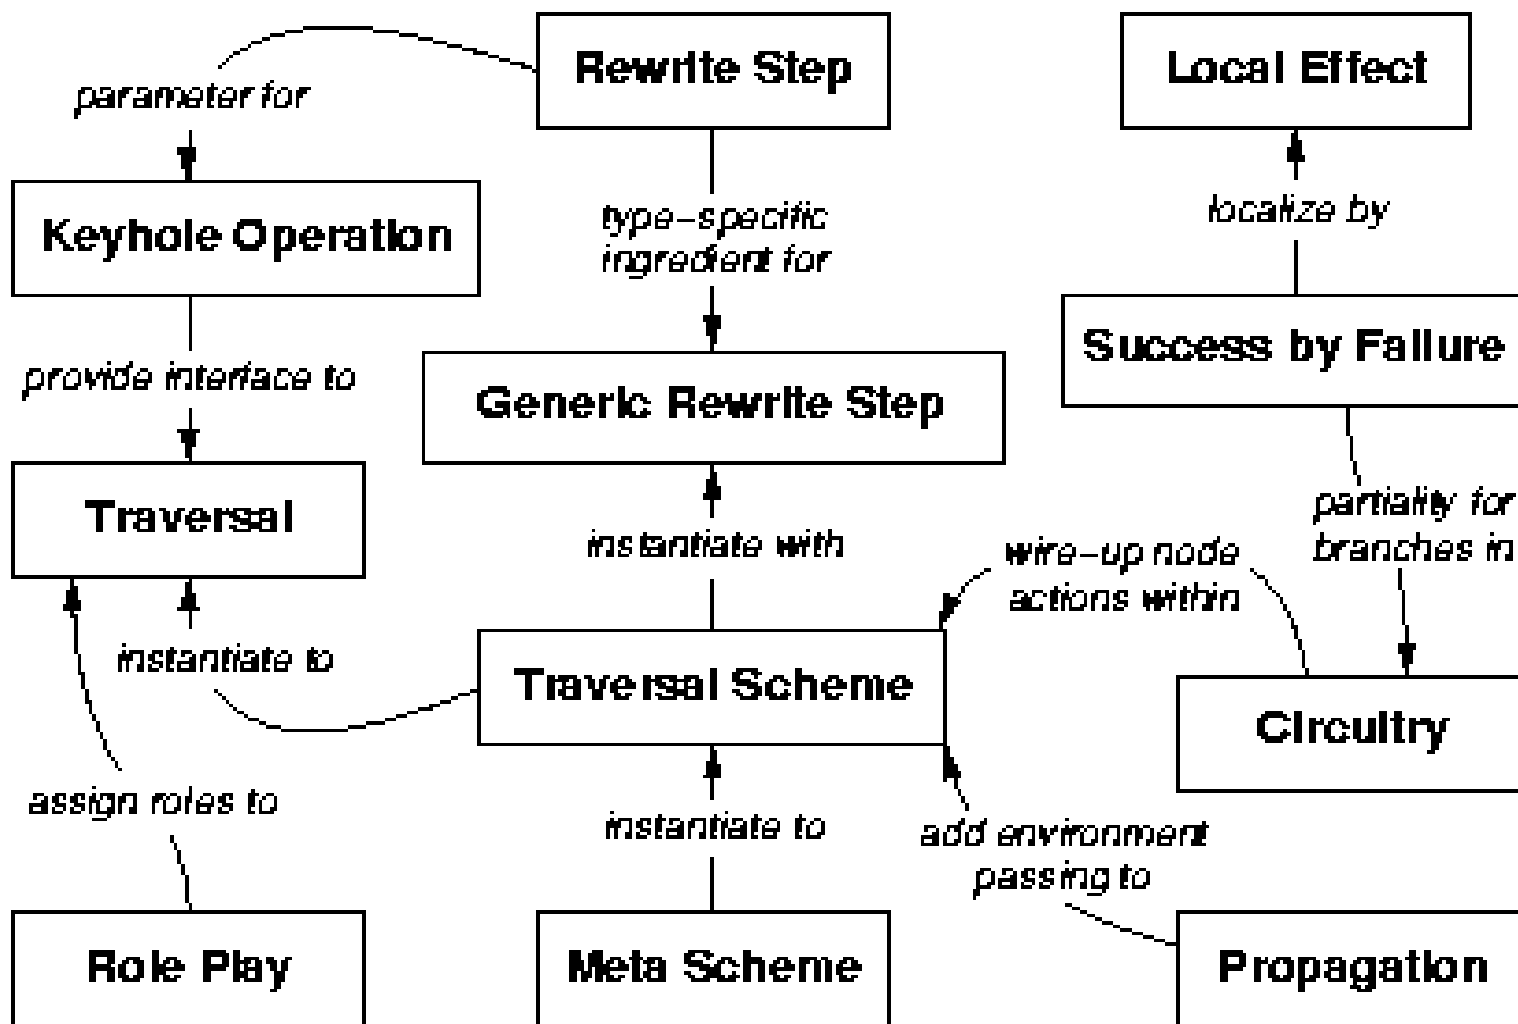 Rewrite Step
Local Effect
parameter for
Keyhole Operation
type-specific
ingredient for
localize by
provide interface to
Generic Rewrite Step
Success by Failure
Traversal
instantiate with
wire-up node
actions within
partiality for
branches in
instantiate to
Traversal Scheme
Circuitry
assign roles to
instantiate to
add environment
passing to
Role Play
Meta Scheme
Propagation